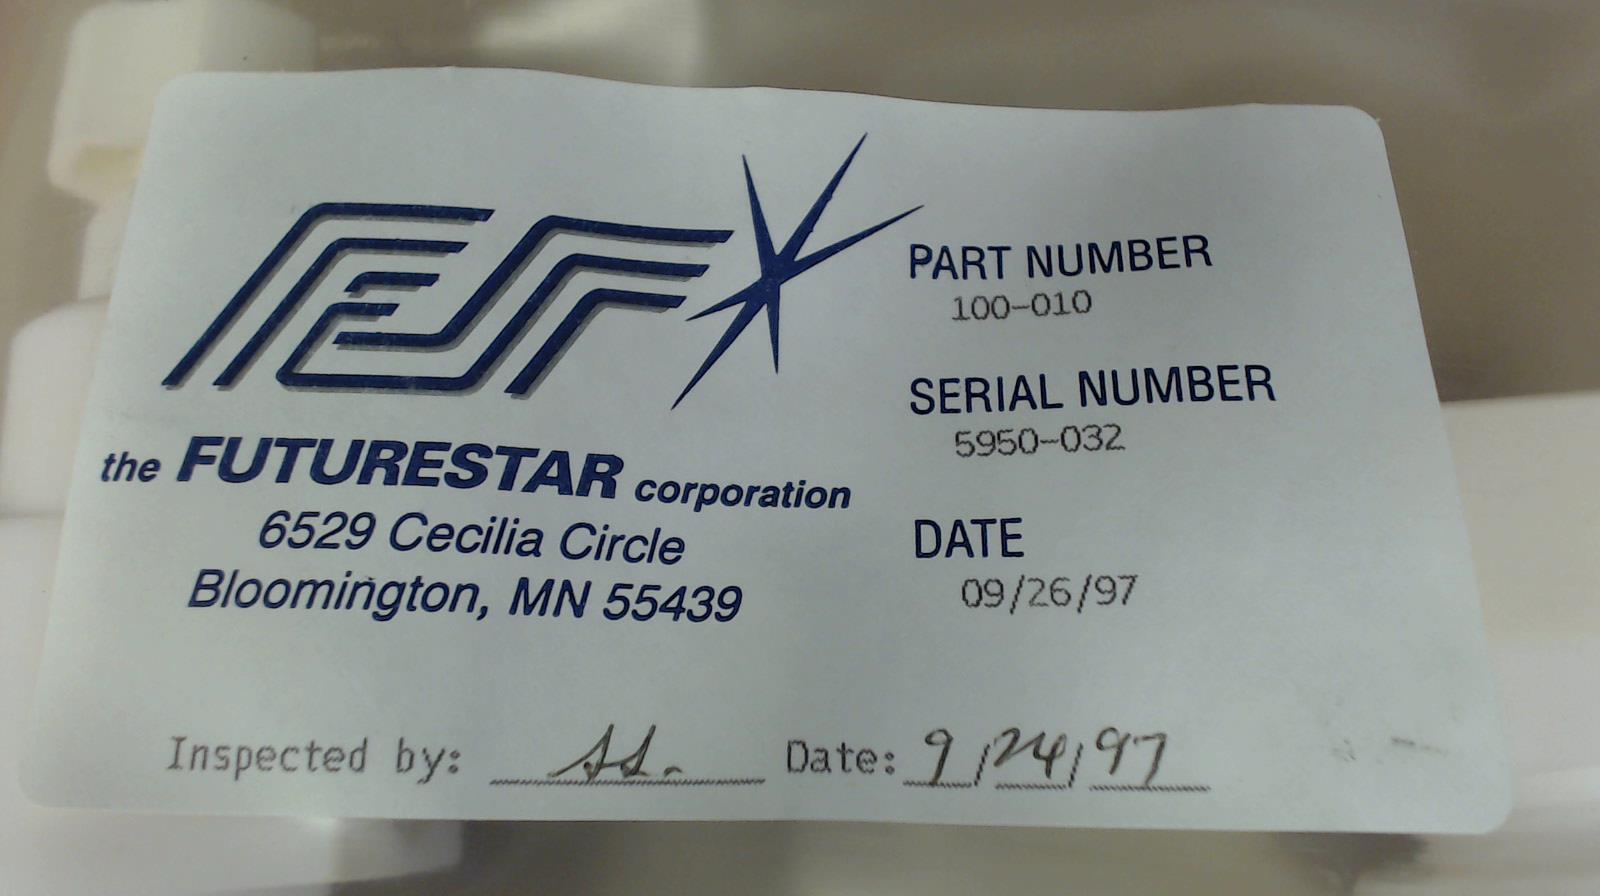 FSF
the FUTURESTAR corporation
6529 Cecilia Circle
Bloomington, MN 55439
PART NUMBER
100-010
SERIAL NUMBER
5950-032
DATE
09/26/97
Inspected by: Date: 9/24/97